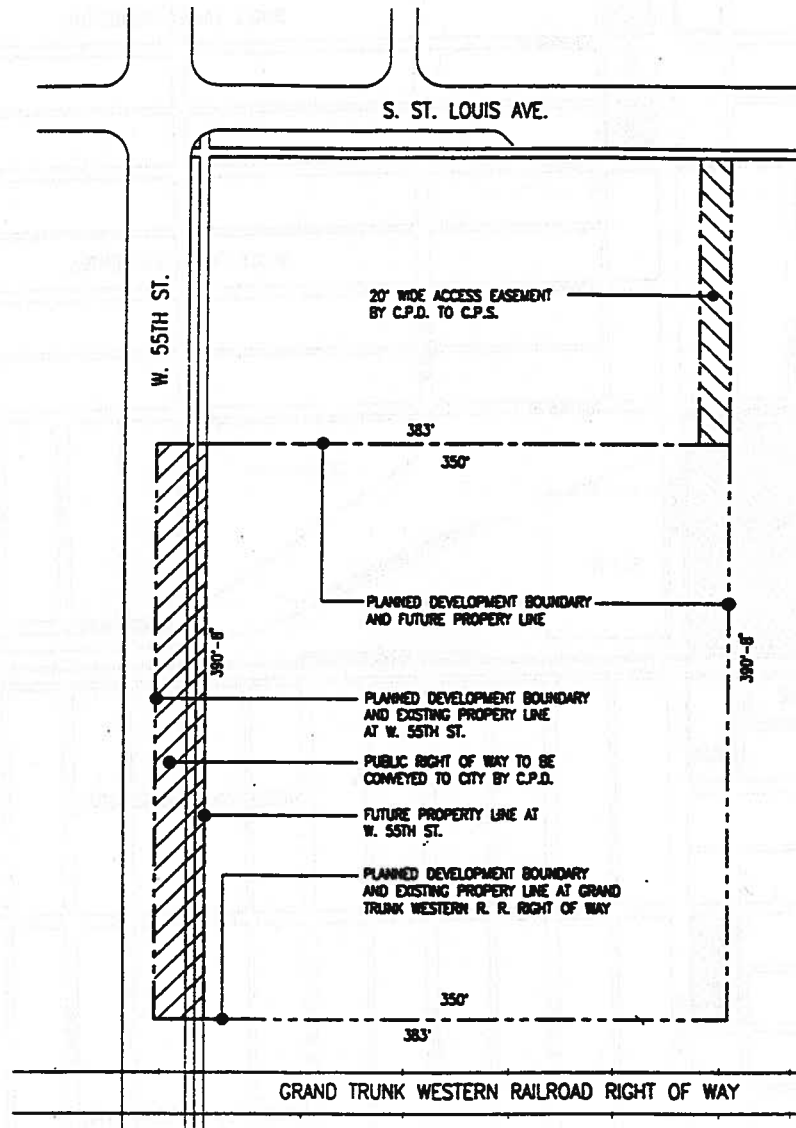 S. ST. LOUIS AVE.
W. 55TH ST.
20' WIDE ACCESS EASEMENT
BY C.P.D. TO C.P.S.
383'
350'
PLANNED DEVELOPMENT BOUNDARY
AND FUTURE PROPERY LINE
390'-8"
390'-8"
PLANNED DEVELOPMENT BOUNDARY
AND EXISTING PROPERY LINE
AT W. 55TH ST.
PUBLIC RIGHT OF WAY TO BE
CONVEYED TO CITY BY C.P.D.
FUTURE PROPERTY LINE AT
W. 55TH ST.
PLANNED DEVELOPMENT BOUNDARY
AND EXISTING PROPERTY LINE AT GRAND
TRUNK WESTERN R. R. RIGHT OF WAY
350'
383'
GRAND TRUNK WESTERN RAILROAD RIGHT OF WAY